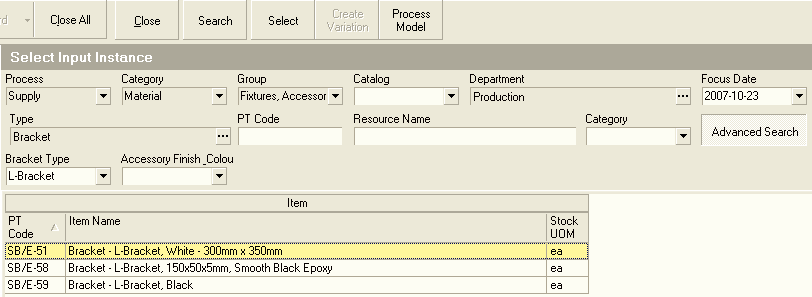 rd Close All Close Search Select Create Variation Process Model
Select Input Instance
Process Category Group Catalog Department Focus Date
Supply Material Fixtures, Accessor Production 2007-10-23
Type PT Code Resource Name Category
Bracket Advanced Search
Bracket Type Accessory Finish _Colou
L-Bracket
Item
PT Code Item Name Stock UOM
SB/E-51 Bracket - L-Bracket, White - 300mm x 350mm ea
SB/E-58 Bracket - L-Bracket, 150x50x5mm, Smooth Black Epoxy ea
SB/E-59 Bracket - L-Bracket, Black ea